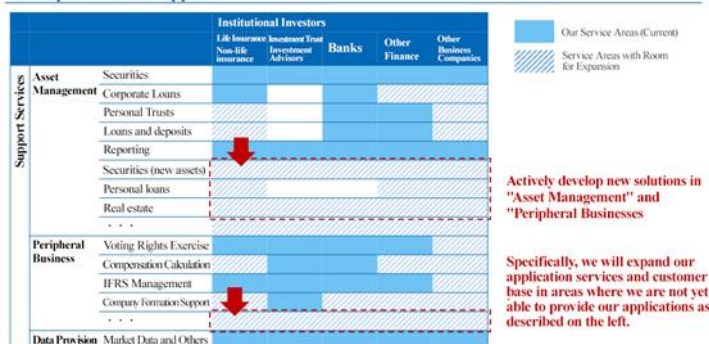 Institutional Investors
Life Insurance
Non-life
insurance
Investment Trust
Investment
Advisors
Banks
Other
Finance
Other
Business
Companies
Our Service Areas (Current)
Service Areas with Room
for Expansion
Support Services
Asset
Management
Securities
Corporate Loans
Personal Trusts
Loans and deposits
Reporting
Securities (new assets)
Personal loans
Real estate
. . .
Actively develop new solutions in
"Asset Management" and
"Peripheral Businesses
Peripheral
Business
Voting Rights Exercise
Compensation Calculation
IFRS Management
Company Formation Support
. . .
Specifically, we will expand our
application services and customer
base in areas where we are not yet
able to provide our applications as
described on the left.
Data Provision
Market Data and Others